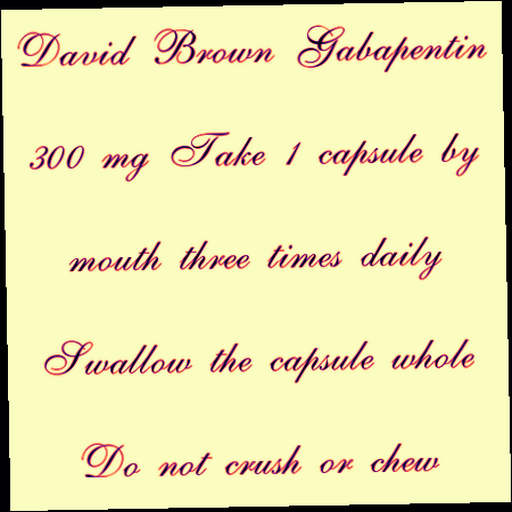 David Brown Gabapentin
300 mg Take 1 capsule by
mouth three times daily
Swallow the capsule whole
Do not crush or chew